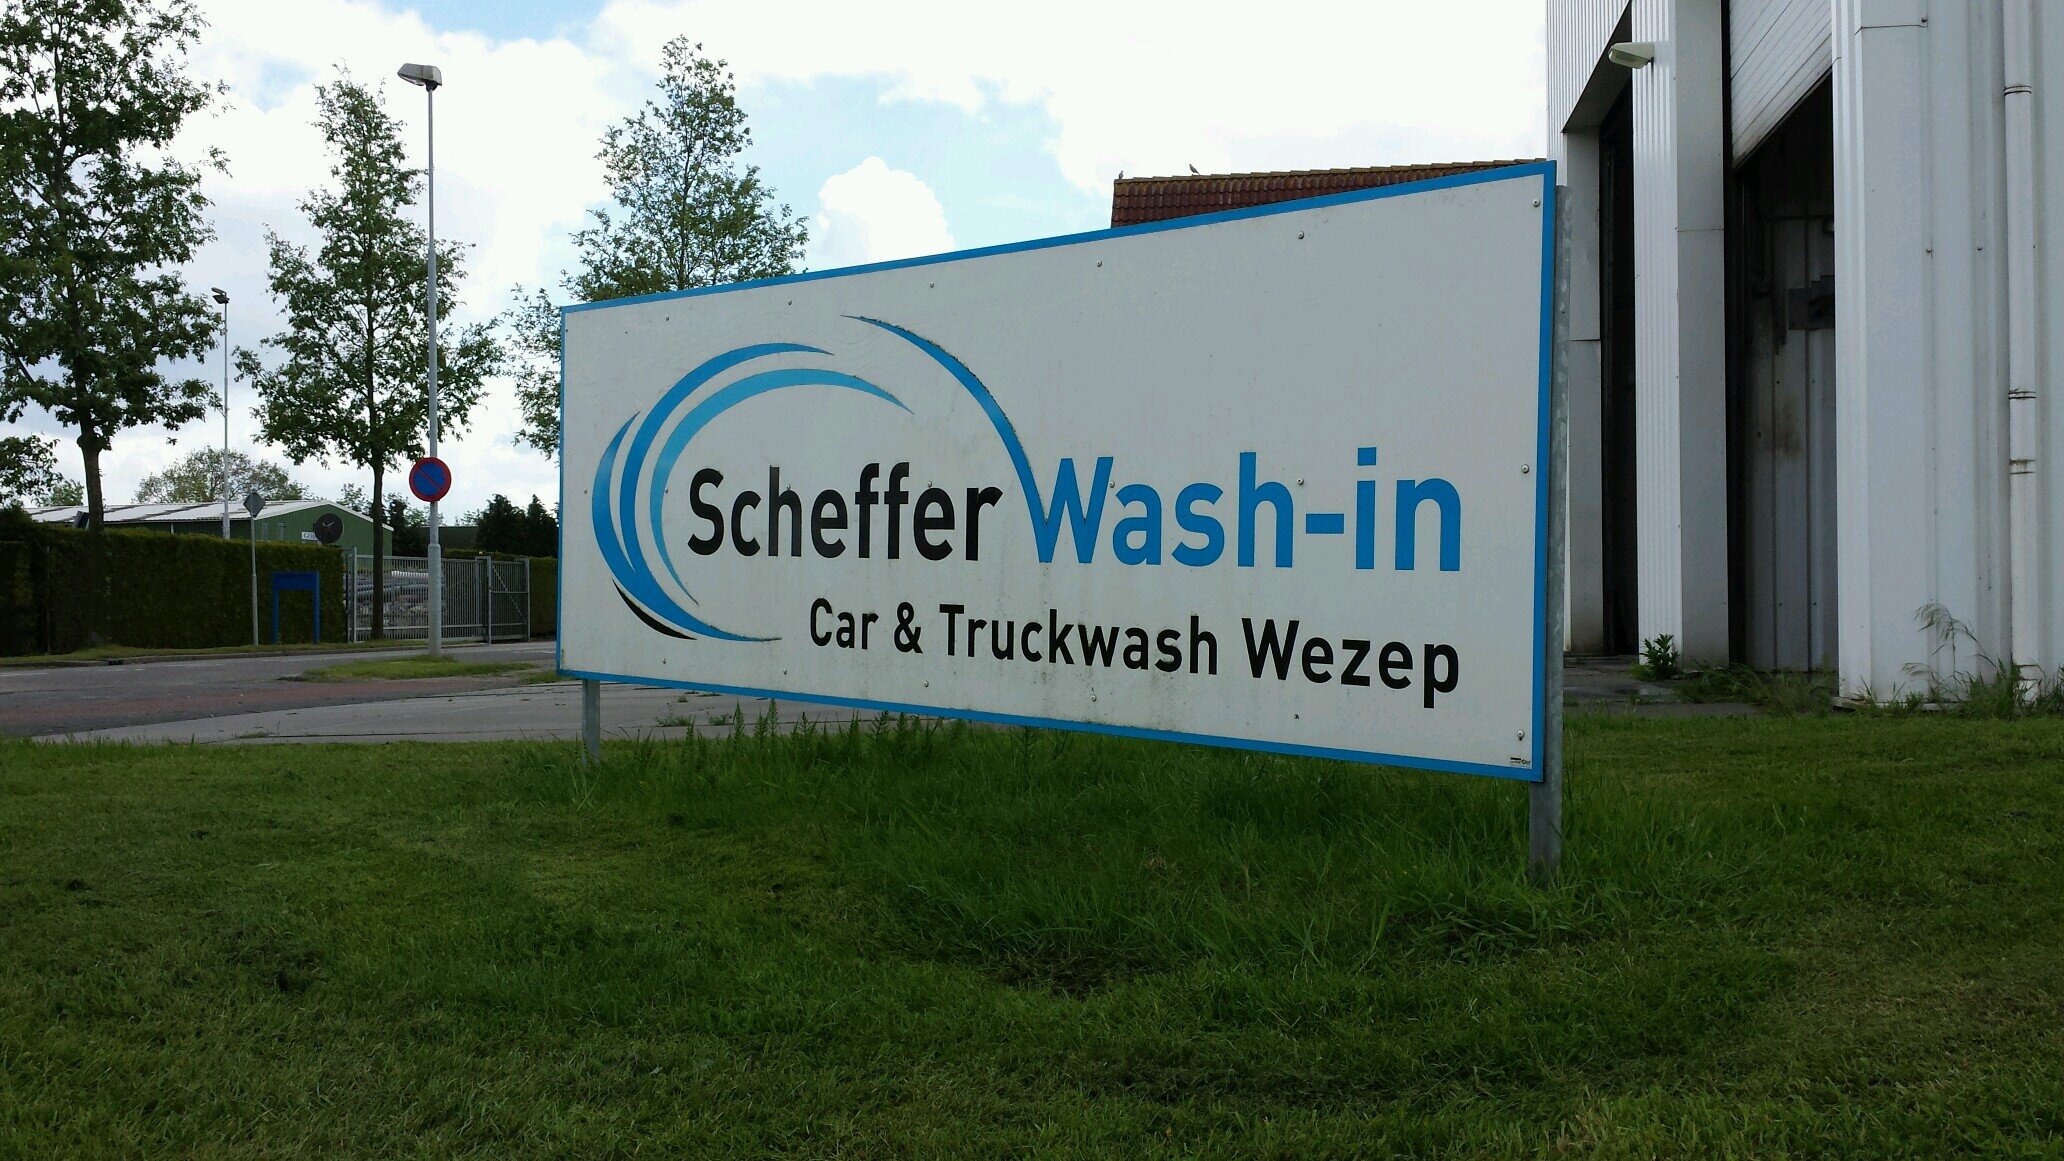 Scheffer Wash-in
Car & Truckwash Wezep